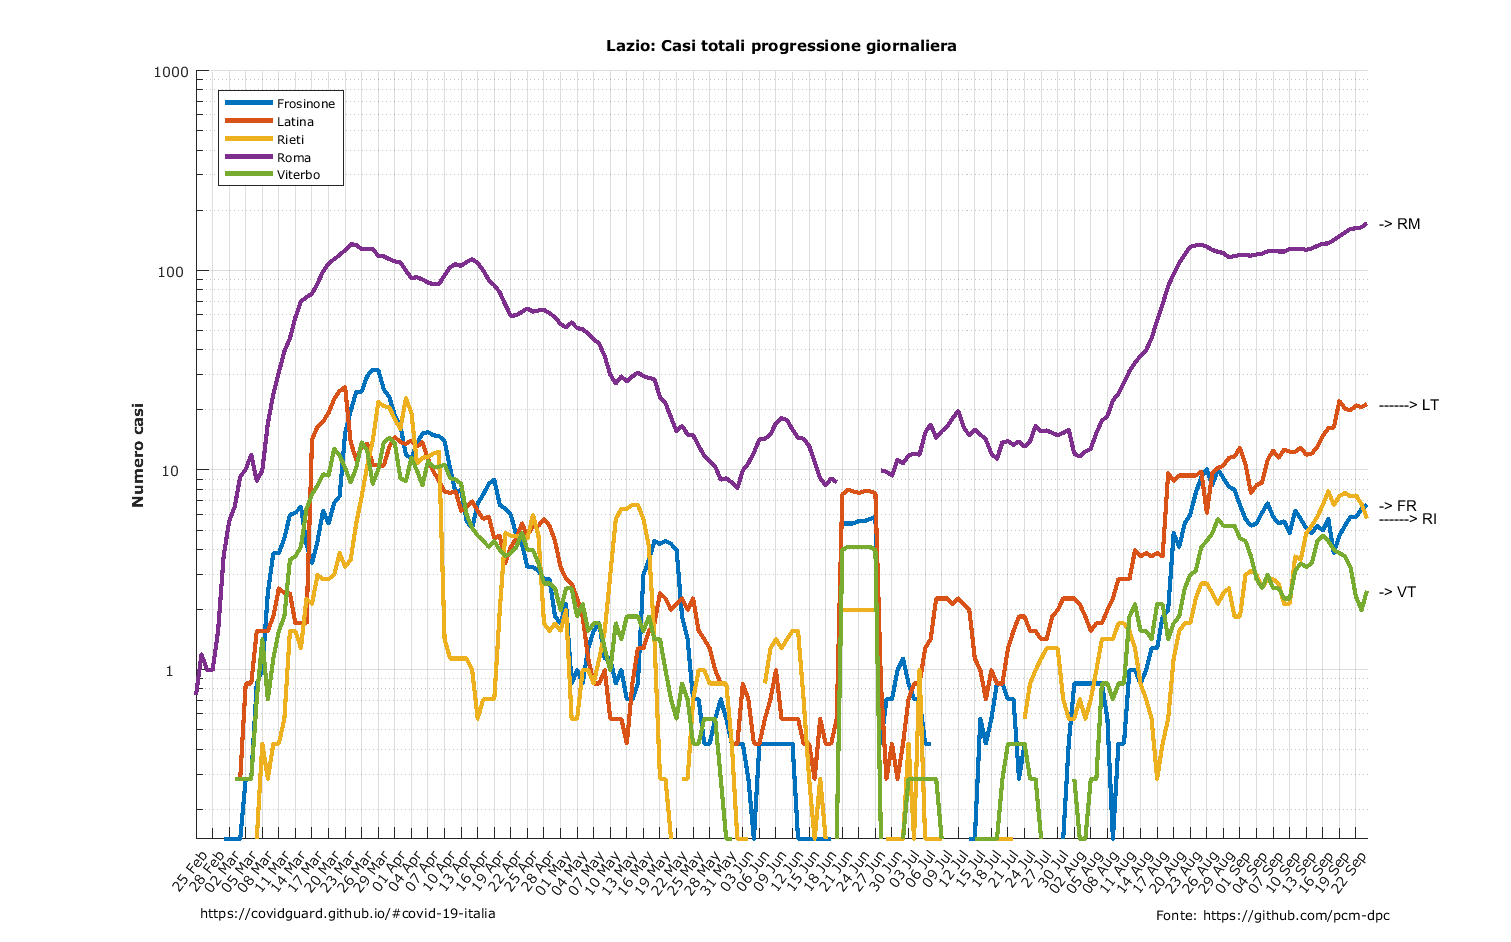 Lazio: Casi totali progressione giornaliera
1000
100
10
1
Numero casi
Frosinone
Latina
Rieti
Roma
Viterbo
-> RM
------> LT
-> FR
------> RI
-> VT
25 Feb
28 Feb
02 Mar
05 Mar
08 Mar
11 Mar
14 Mar
17 Mar
20 Mar
23 Mar
26 Mar
29 Mar
01 Apr
04 Apr
07 Apr
10 Apr
13 Apr
16 Apr
19 Apr
22 Apr
25 Apr
28 Apr
01 May
04 May
07 May
10 May
13 May
16 May
19 May
22 May
25 May
28 May
31 May
03 Jun
06 Jun
09 Jun
12 Jun
15 Jun
18 Jun
21 Jun
24 Jun
27 Jun
30 Jun
03 Jul
06 Jul
09 Jul
12 Jul
15 Jul
18 Jul
21 Jul
24 Jul
27 Jul
30 Jul
02 Aug
05 Aug
08 Aug
11 Aug
14 Aug
17 Aug
20 Aug
23 Aug
26 Aug
29 Aug
01 Sep
04 Sep
07 Sep
10 Sep
13 Sep
16 Sep
19 Sep
22 Sep
https://covidguard.github.io/#covid-19-italia
Fonte: https://github.com/pcm-dpc